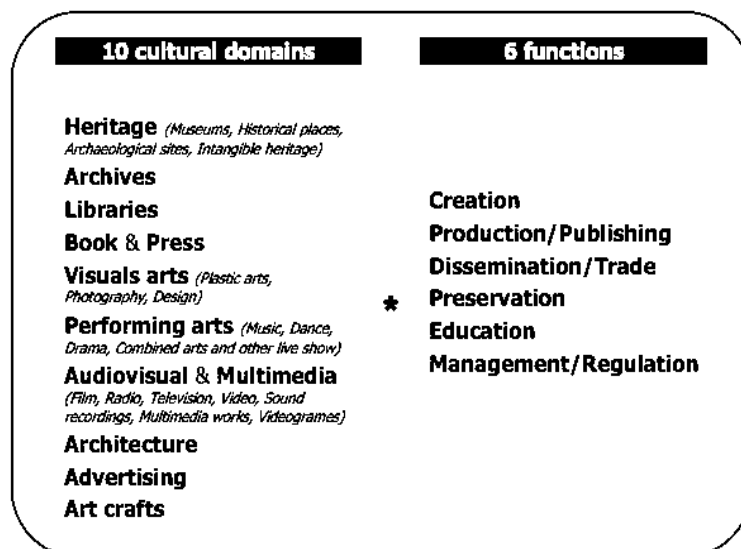 10 cultural domains
Heritage (Museums, Historical places,
Archaeological sites, Intangible heritage)
Archives
Libraries
Book & Press
Visuals arts (Plastic arts,
Photography, Design)
Performing arts (Music, Dance,
Drama, Combined arts and other live show)
Audiovisual & Multimedia
(Film, Radio, Television, Video, Sound
recordings, Multimedia works, Videogrames)
Architecture
Advertising
Art crafts
*
6 functions
Creation
Production/Publishing
Dissemination/Trade
Preservation
Education
Management/Regulation